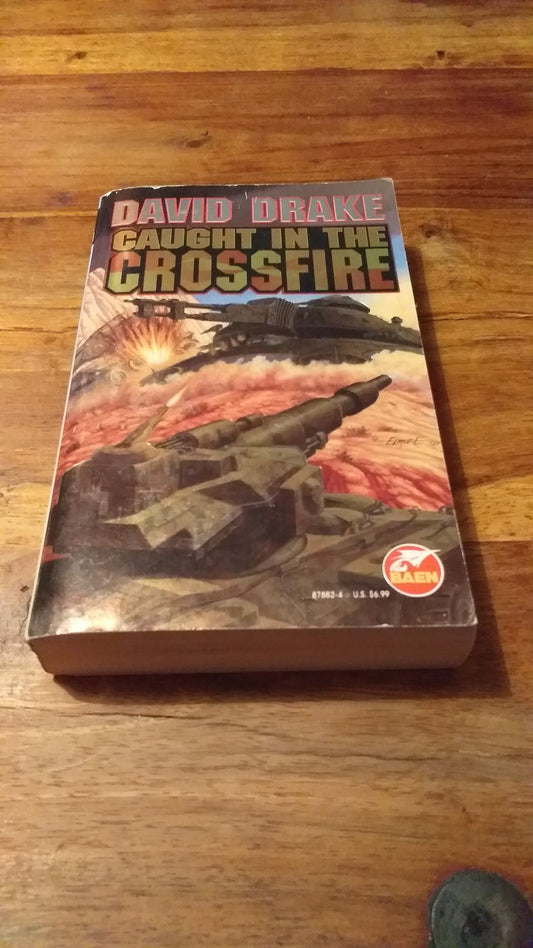 DAVID DRAKE
CAUGHT IN THE
CROSSFIRE
BAEN
87882-4 U.S. $6.99